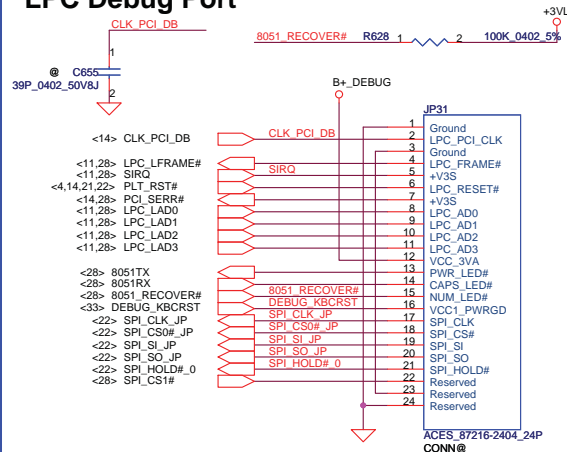 LPC Debug Port
CLK_PCI_DB
1
@ C655
39P_0402_50V8J
2
8051_RECOVER# R628 1 2 100K_0402_5%
+3VL
B+_DEBUG
JP31
<14> CLK_PCI_DB
<11,28> LPC_LFRAME#
<11,28> SIRQ
<4,14,21,22> PLT_RST#
<14,28> PCI_SERR#
<11,28> LPC_LAD0
<11,28> LPC_LAD1
<11,28> LPC_LAD2
<11,28> LPC_LAD3
<28> 8051TX
<28> 8051RX
<28> 8051_RECOVER#
<33> DEBUG_KBCRST
<22> SPI_CLK_JP
<22> SPI_CS0#_JP
<22> SPI_SI_JP
<22> SPI_SO_JP
<22> SPI_HOLD#_0
<28> SPI_CS1#
CLK_PCI_DB
SIRQ
8051_RECOVER#
DEBUG_KBCRST
SPI_CLK_JP
SPI_CS0#_JP
SPI_SI_JP
SPI_SO_JP
SPI_HOLD#_0
1 Ground
2 LPC_PCI_CLK
3 Ground
4 LPC_FRAME#
5 +V3S
6 LPC_RESET#
7 +V3S
8 LPC_AD0
9 LPC_AD1
10 LPC_AD2
11 LPC_AD3
12 VCC_3VA
13 PWR_LED#
14 CAPS_LED#
15 NUM_LED#
16 VCC1_PWRGD
17 SPI_CLK
18 SPI_CS#
19 SPI_SI
20 SPI_SO
21 SPI_HOLD#
22 Reserved
23 Reserved
24 Reserved
ACES_87216-2404_24P
CONN@